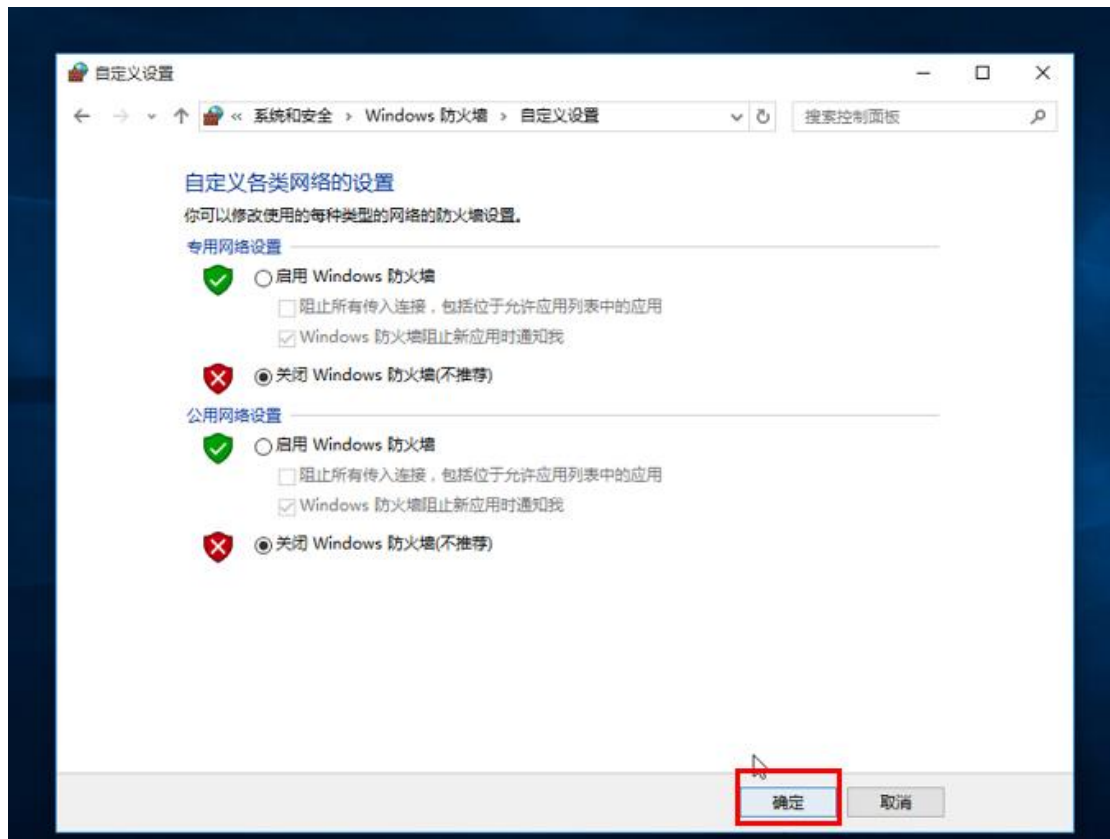 自定义设置
« 系统和安全 › Windows 防火墙 › 自定义设置
搜索控制面板
自定义各类网络的设置
你可以修改使用的每种类型的网络的防火墙设置。
专用网络设置
启用 Windows 防火墙
阻止所有传入连接，包括位于允许应用列表中的应用
Windows 防火墙阻止新应用时通知我
关闭 Windows 防火墙(不推荐)
公用网络设置
启用 Windows 防火墙
阻止所有传入连接，包括位于允许应用列表中的应用
Windows 防火墙阻止新应用时通知我
关闭 Windows 防火墙(不推荐)
确定
取消